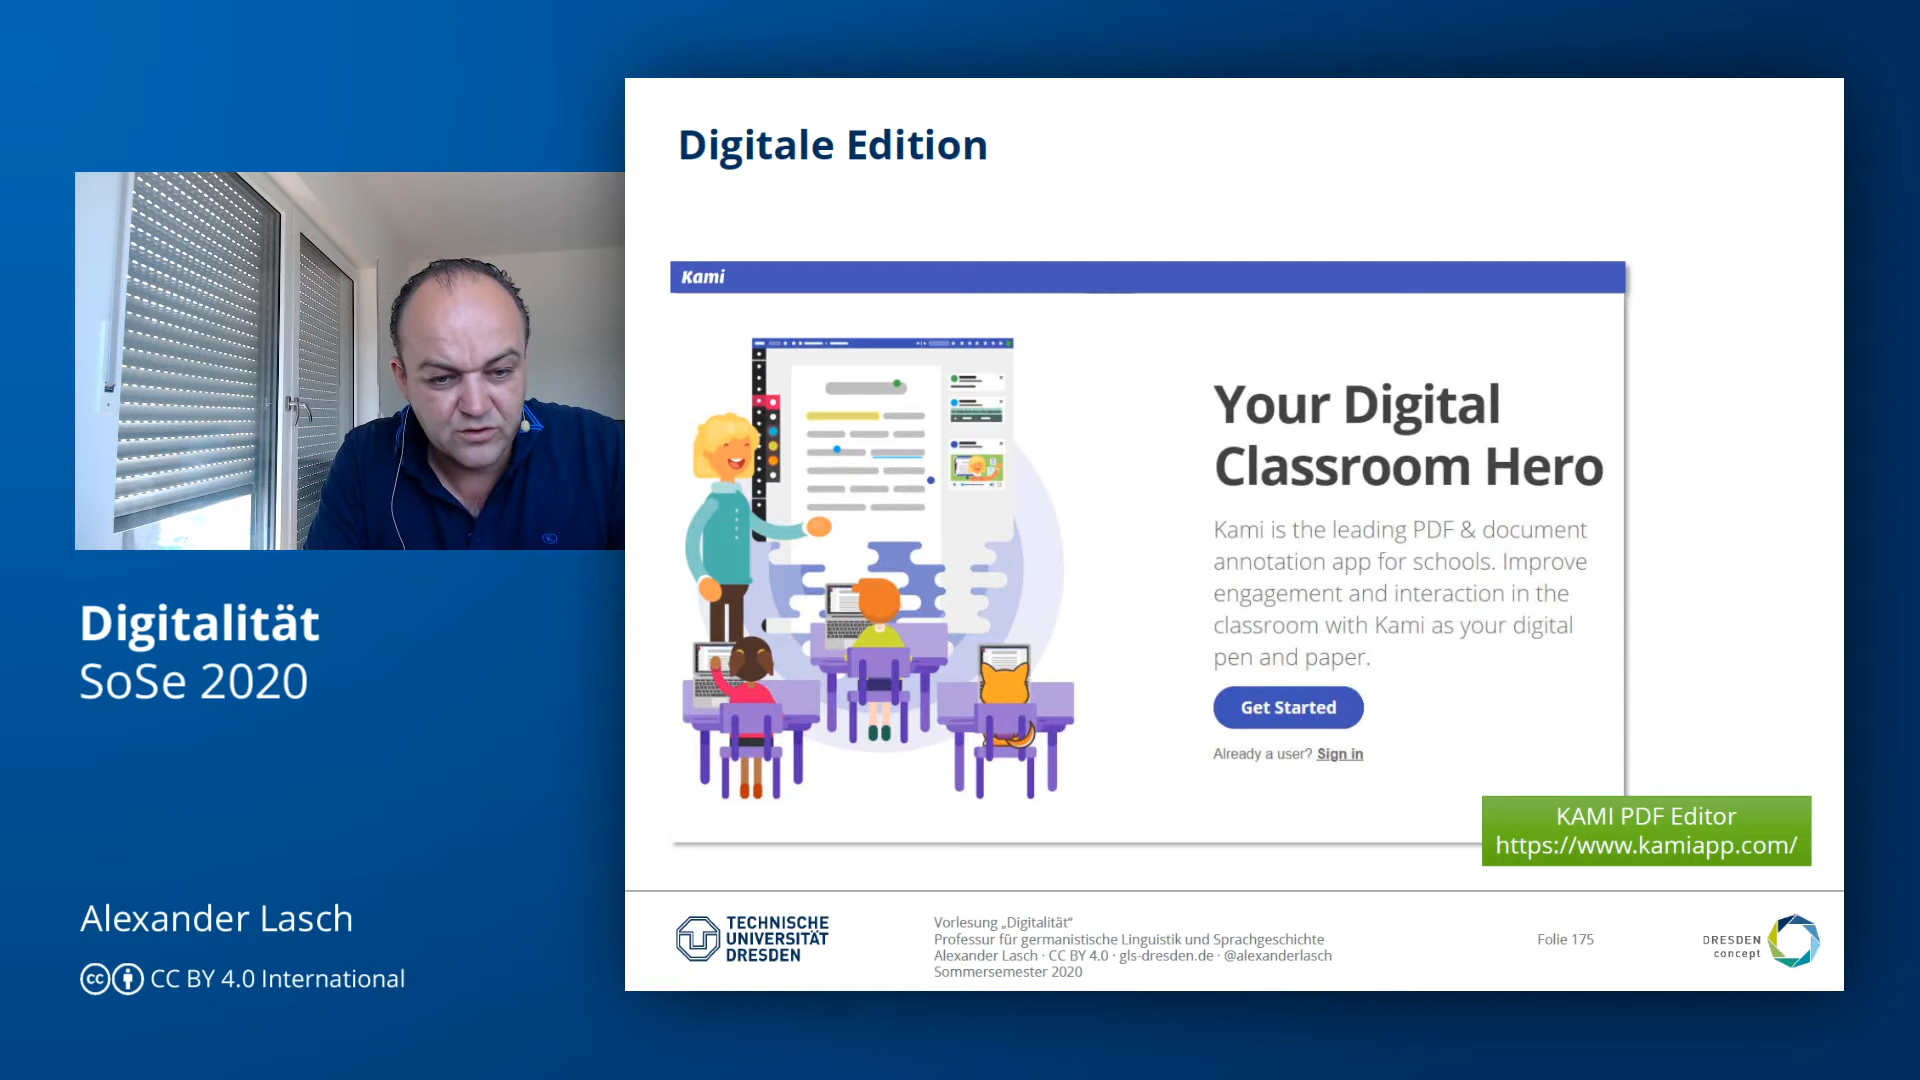 Digitale Edition
Kami
Your Digital
Classroom Hero
Kami is the leading PDF & document
annotation app for schools. Improve
engagement and interaction in the
classroom with Kami as your digital
pen and paper.
Get Started
Already a user? Sign in
KAMI PDF Editor
https://www.kamiapp.com/
Digitalität
SoSe 2020
Alexander Lasch
cc CC BY 4.0 International
TECHNISCHE
UNIVERSITÄT
DRESDEN
Vorlesung „Digitalität“
Professur für germanistische Linguistik und Sprachgeschichte
Alexander Lasch · CC BY 4.0 · gls-dresden.de · @alexanderlasch
Sommersemester 2020
Folie 175
DRESDEN
concept